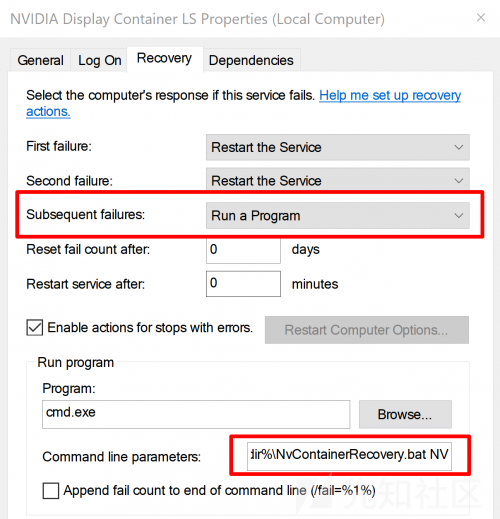 NVIDIA Display Container LS Properties (Local Computer)
General Log On Recovery Dependencies
Select the computer's response if this service fails. Help me set up recovery
actions.
First failure: Restart the Service
Second failure: Restart the Service
Subsequent failures: Run a Program
Reset fail count after: 0 days
Restart service after: 0 minutes
Enable actions for stops with errors. Restart Computer Options...
Run program
Program:
cmd.exe Browse...
Command line parameters: dir%\NvContainerRecovery.bat NV
Append fail count to end of command line (/fail=%1%)
先知社区